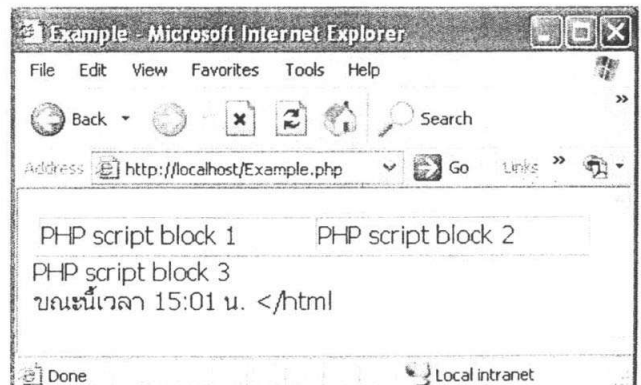 Example - Microsoft Internet Explorer
File Edit View Favorites Tools Help
Back Search »
Address http://localhost/Example.php Go Links »
PHP script block 1 PHP script block 2
PHP script block 3
ขณะนี้เวลา 15:01 น. </html
Done Local intranet